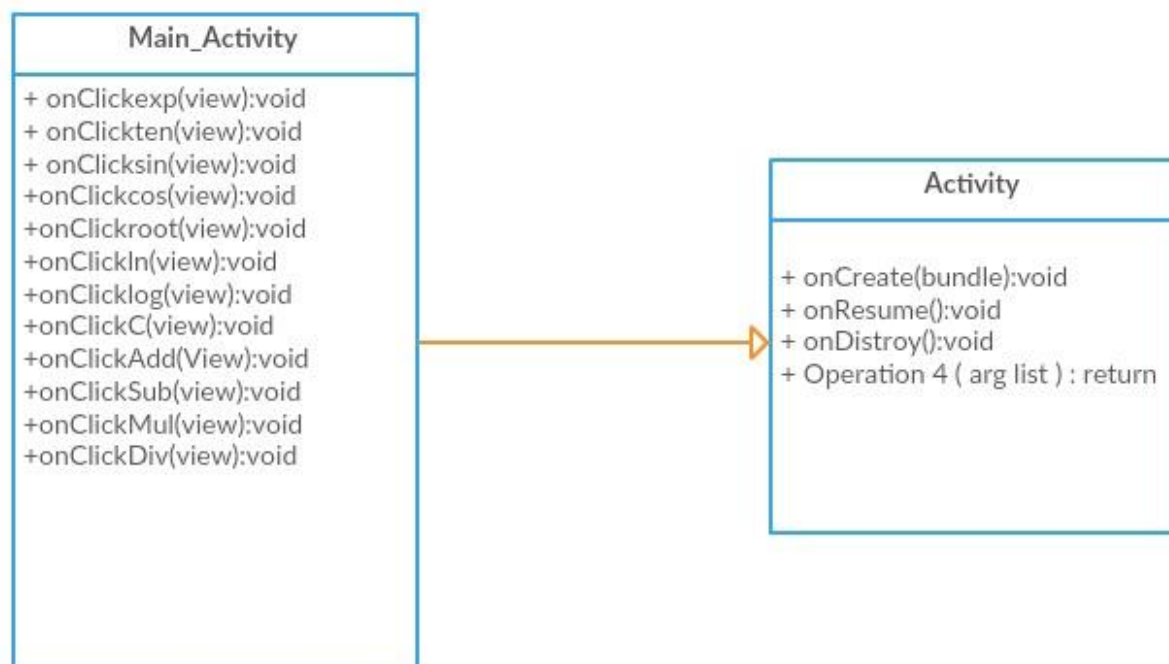 Main_Activity
+ onClickexp(view):void
+ onClickten(view):void
+ onClicksin(view):void
+onClickcos(view):void
+onClickroot(view):void
+onClickln(view):void
+onClicklog(view):void
+onClickC(view):void
+onClickAdd(View):void
+onClickSub(view):void
+onClickMul(view):void
+onClickDiv(view):void
Activity
+ onCreate(bundle):void
+ onResume():void
+ onDistroy():void
+ Operation 4 ( arg list ) : return